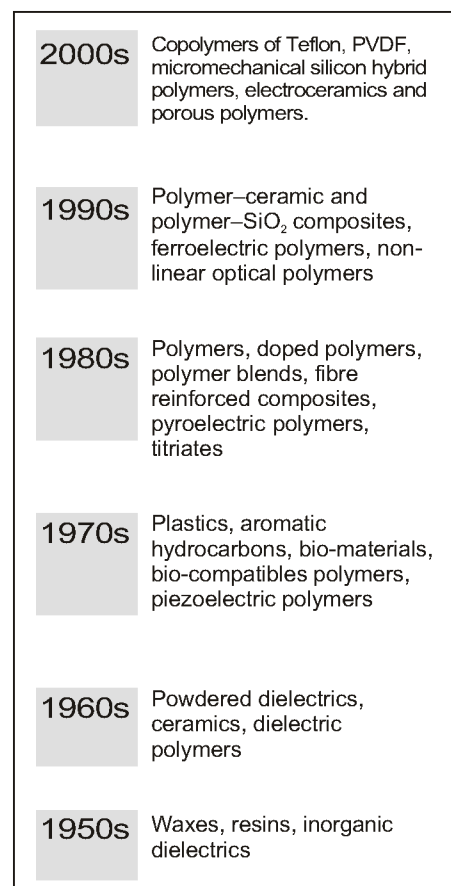 2000s
Copolymers of Teflon, PVDF,
micromechanical silicon hybrid
polymers, electroceramics and
porous polymers.
1990s
Polymer–ceramic and
polymer–SiO₂ composites,
ferroelectric polymers, non-
linear optical polymers
1980s
Polymers, doped polymers,
polymer blends, fibre
reinforced composites,
pyroelectric polymers,
titriates
1970s
Plastics, aromatic
hydrocarbons, bio-materials,
bio-compatibles polymers,
piezoelectric polymers
1960s
Powdered dielectrics,
ceramics, dielectric
polymers
1950s
Waxes, resins, inorganic
dielectrics